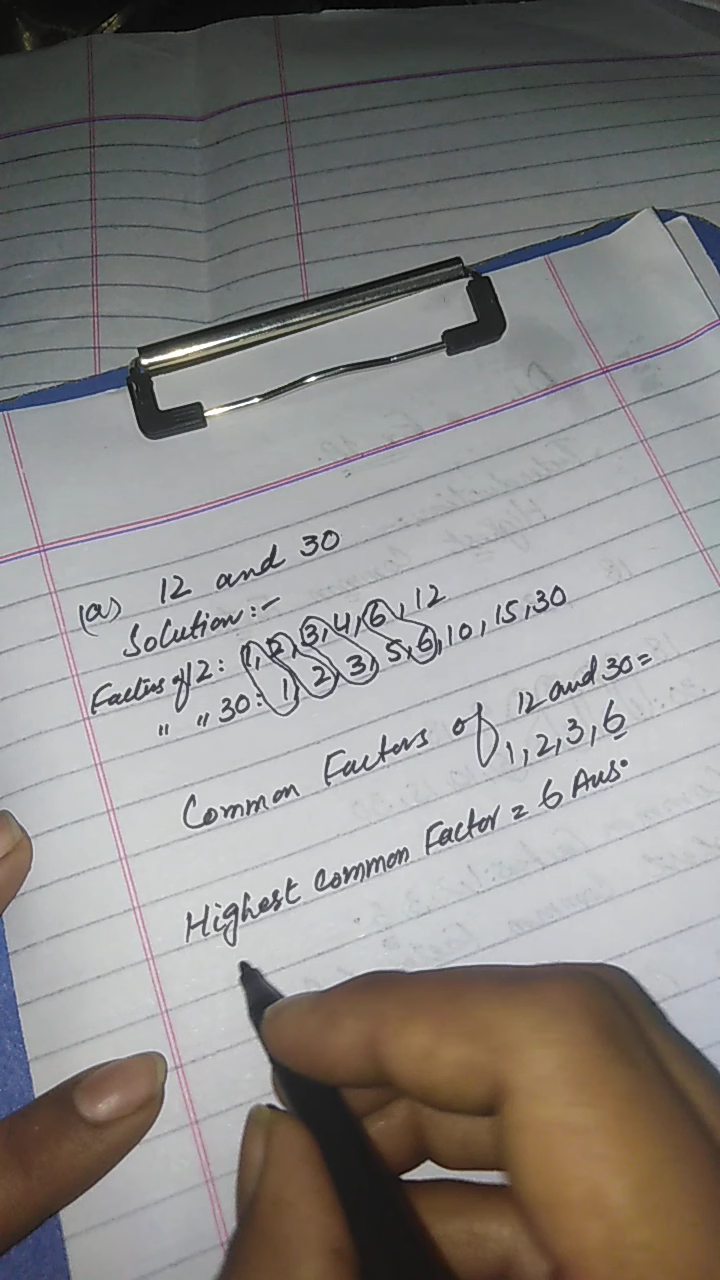 (a) 12 and 30
Solution :-
Factors of 12: 1, 2, 3, 4, 6, 12
" " 30: 1, 2, 3, 5, 6, 10, 15, 30
Common Factors of 12 and 30 =
1, 2, 3, 6
Highest Common Factor = 6 Ans.